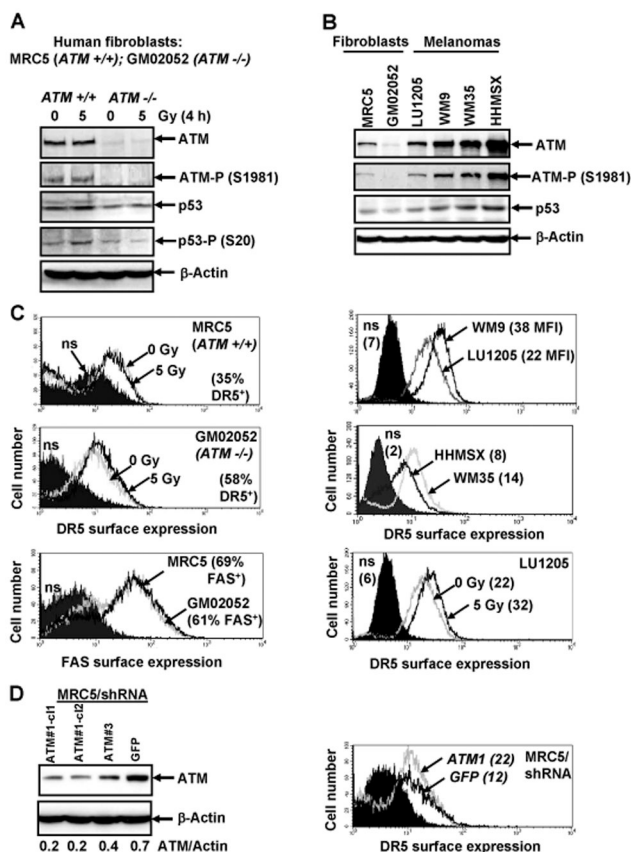 A
Human fibroblasts:
MRC5 (ATM +/+); GM02052 (ATM -/-)
ATM +/+ ATM -/-
0 5 0 5 Gy (4 h)
ATM
ATM-P (S1981)
p53
p53-P (S20)
β-Actin
B
Fibroblasts Melanomas
MRC5
GM02052
LU1205
WM9
WM35
HHMSX
ATM
ATM-P (S1981)
p53
β-Actin
C
Cell number
ns
MRC5
(ATM +/+)
0 Gy
5 Gy
(35%
DR5+)
Cell number
ns
GM02052
(ATM -/-)
0 Gy
5 Gy
(58%
DR5+)
DR5 surface expression
Cell number
ns
MRC5 (69%
FAS+)
GM02052
(61% FAS+)
FAS surface expression
Cell number
ns
(7)
WM9 (38 MFI)
LU1205 (22 MFI)
DR5 surface expression
Cell number
ns
(2)
HHMSX (8)
WM35 (14)
DR5 surface expression
Cell number
ns
(6)
LU1205
0 Gy (22)
5 Gy (32)
DR5 surface expression
D
MRC5/shRNA
ATM#1-cl1
ATM#1-cl2
ATM#3
GFP
ATM
β-Actin
0.2 0.2 0.4 0.7 ATM/Actin
Cell number
ATM1 (22)
GFP (12)
MRC5/
shRNA
DR5 surface expression